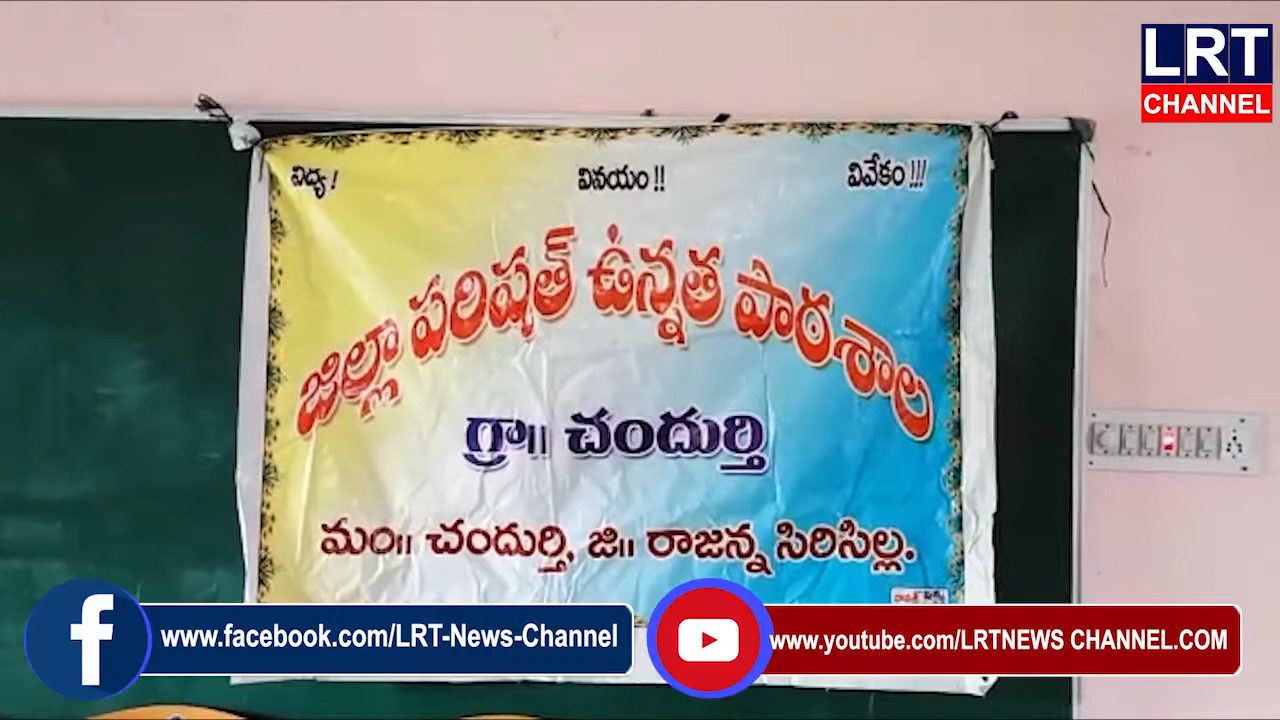 LRT
CHANNEL
విద్య! వినయం!! వివేకం!!!
జిల్లా పరిషత్ ఉన్నత పాఠశాల
గ్రా॥ చందుర్తి
మం॥ చందుర్తి, జి॥ రాజన్న సిరిసిల్ల.
www.facebook.com/LRT-News-Channel
www.youtube.com/LRTNEWS CHANNEL.COM